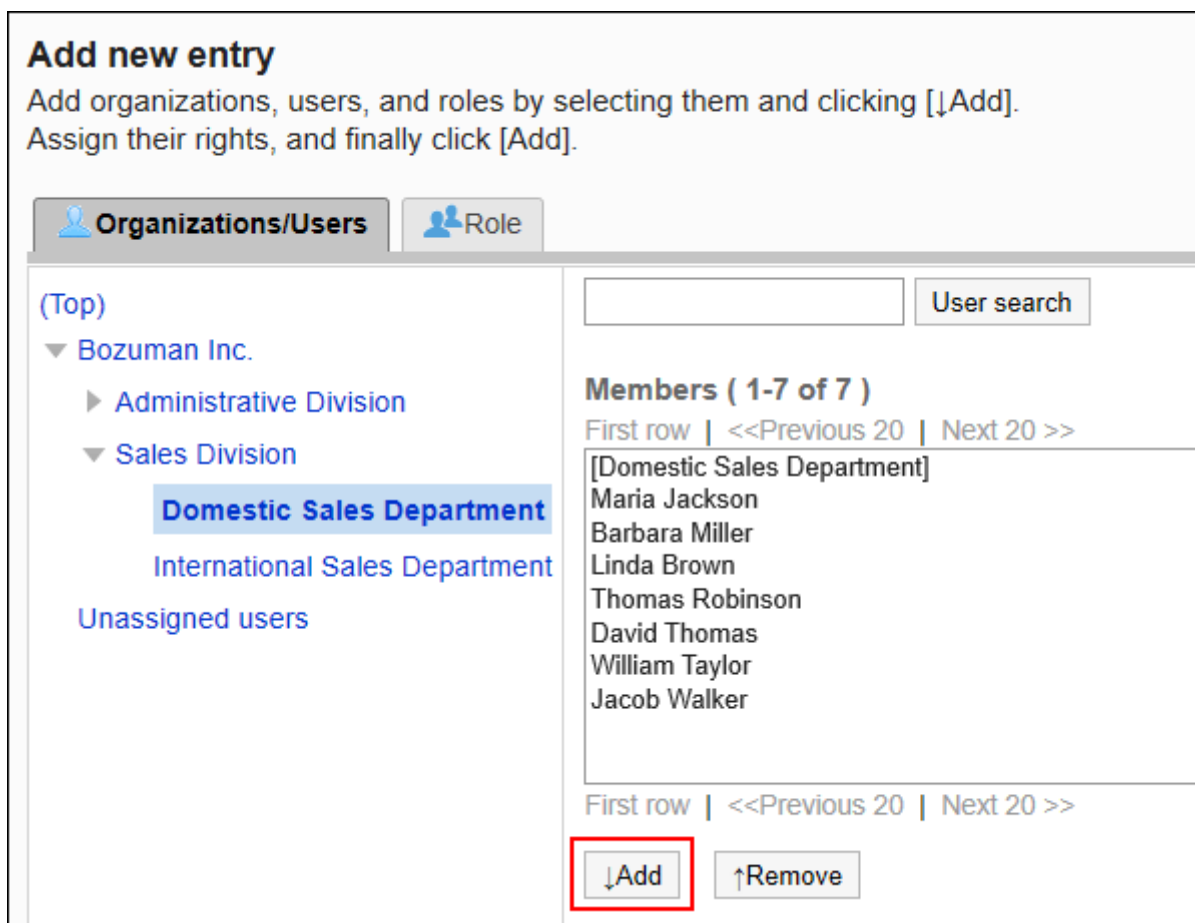 Add new entry
Add organizations, users, and roles by selecting them and clicking [↓Add].
Assign their rights, and finally click [Add].
Organizations/Users
Role
(Top)
Bozuman Inc.
Administrative Division
Sales Division
Domestic Sales Department
International Sales Department
Unassigned users
User search
Members ( 1-7 of 7 )
First row | <<Previous 20 | Next 20 >>
[Domestic Sales Department]
Maria Jackson
Barbara Miller
Linda Brown
Thomas Robinson
David Thomas
William Taylor
Jacob Walker
First row | <<Previous 20 | Next 20 >>
↓Add
↑Remove